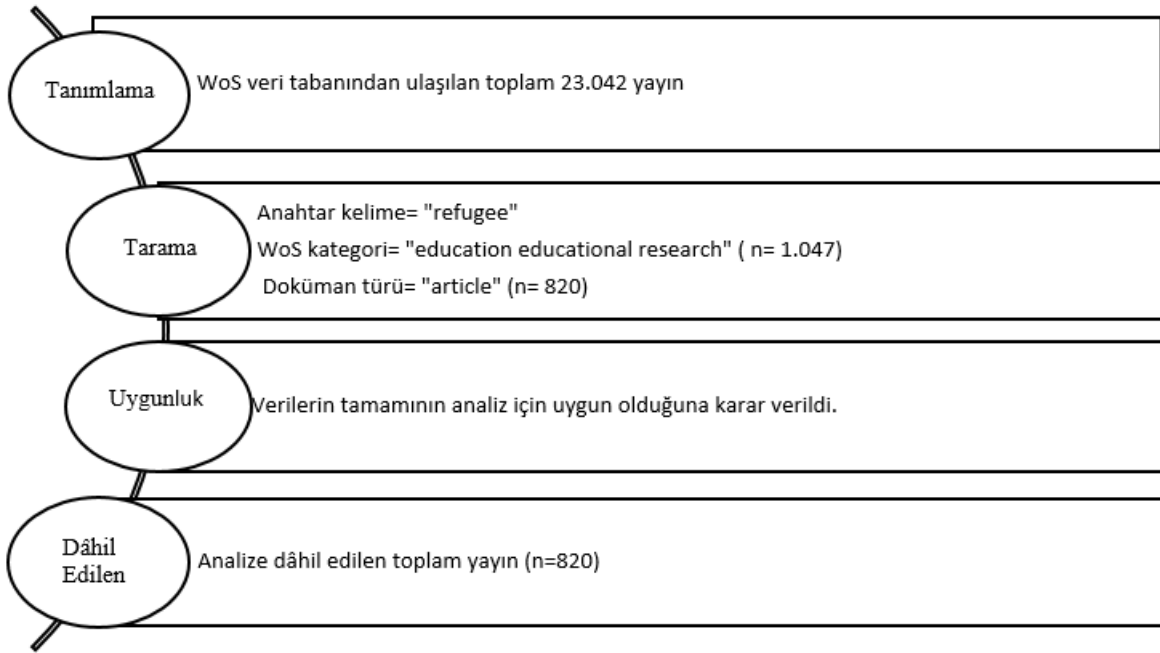 Tanımlama
WoS veri tabanından ulaşılan toplam 23.042 yayın
Tarama
Anahtar kelime= "refugee"
WoS kategori= "education educational research" ( n= 1.047)
Doküman türü= "article" (n= 820)
Uygunluk
Verilerin tamamının analiz için uygun olduğuna karar verildi.
Dâhil
Edilen
Analize dâhil edilen toplam yayın (n=820)